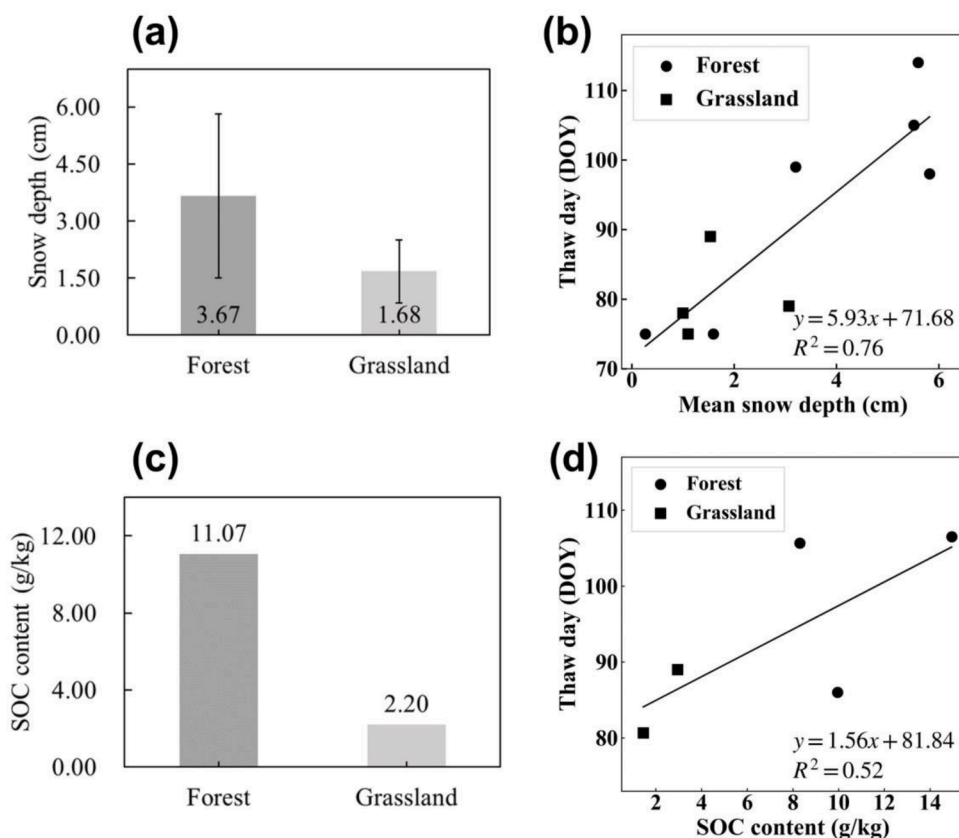 (a)
Snow depth (cm)
6.00
4.50
3.00
1.50
0.00
3.67
1.68
Forest
Grassland
(b)
Thaw day (DOY)
110
100
90
80
70
Forest
Grassland
y = 5.93x + 71.68
R² = 0.76
0
2
4
6
Mean snow depth (cm)
(c)
SOC content (g/kg)
12.00
8.00
4.00
0.00
11.07
2.20
Forest
Grassland
(d)
Thaw day (DOY)
110
100
90
80
Forest
Grassland
y = 1.56x + 81.84
R² = 0.52
2
4
6
8
10
12
14
SOC content (g/kg)